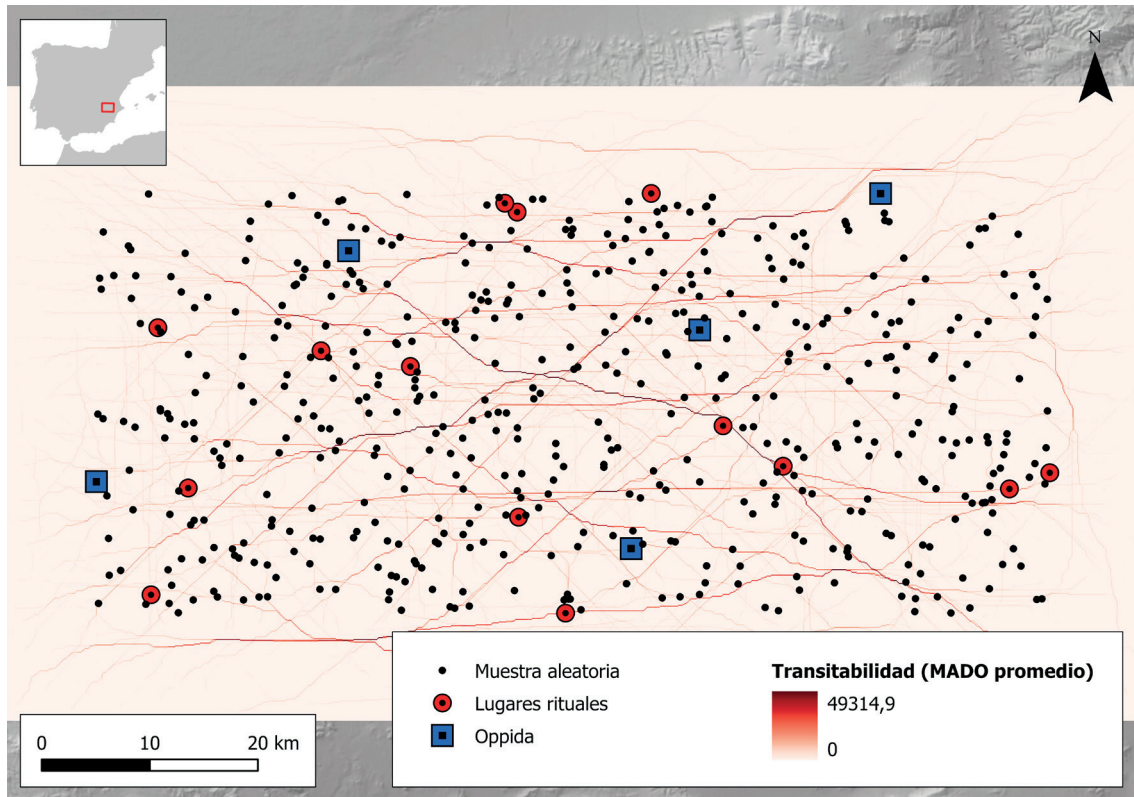 N
Muestra aleatoria
Lugares rituales
Oppida
Transitabilidad (MADO promedio)
49314,9
0
0 10 20 km